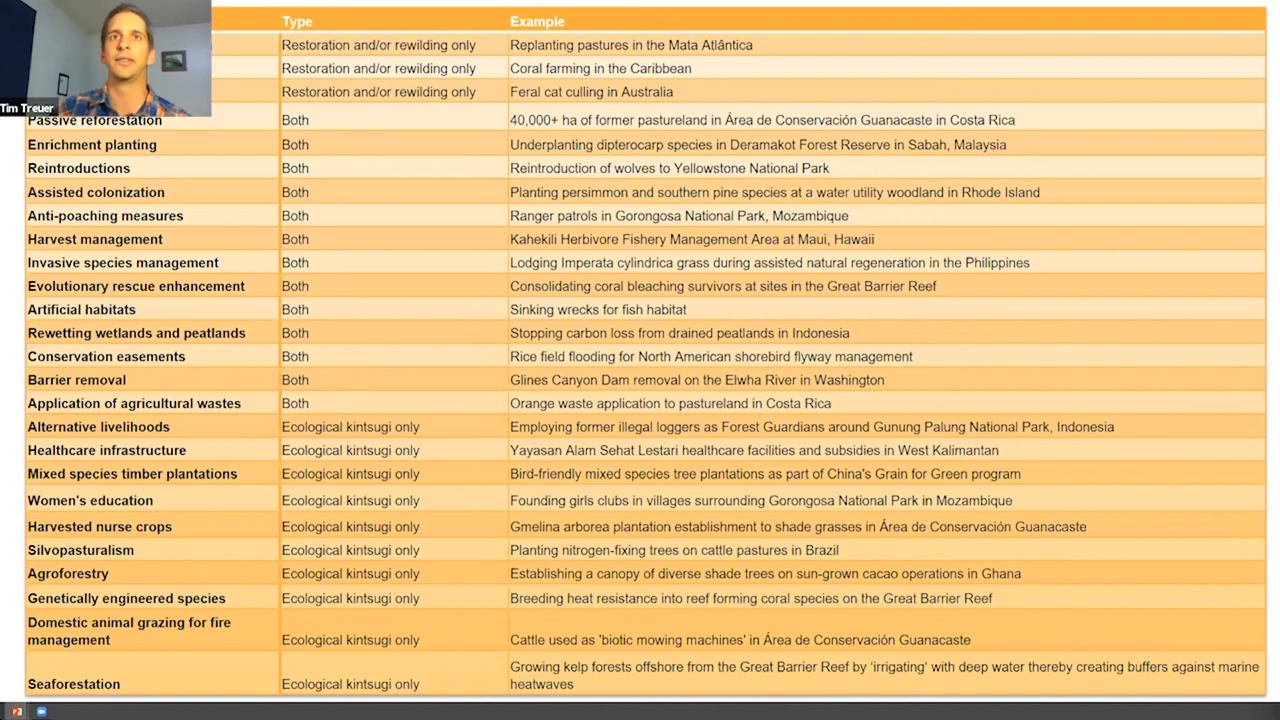 Type Example
Restoration and/or rewilding only Replanting pastures in the Mata Atlântica
Restoration and/or rewilding only Coral farming in the Caribbean
Restoration and/or rewilding only Feral cat culling in Australia
Tim Treuer
Passive reforestation Both 40,000+ ha of former pastureland in Área de Conservación Guanacaste in Costa Rica
Enrichment planting Both Underplanting dipterocarp species in Deramakot Forest Reserve in Sabah, Malaysia
Reintroductions Both Reintroduction of wolves to Yellowstone National Park
Assisted colonization Both Planting persimmon and southern pine species at a water utility woodland in Rhode Island
Anti-poaching measures Both Ranger patrols in Gorongosa National Park, Mozambique
Harvest management Both Kahekili Herbivore Fishery Management Area at Maui, Hawaii
Invasive species management Both Lodging Imperata cylindrica grass during assisted natural regeneration in the Philippines
Evolutionary rescue enhancement Both Consolidating coral bleaching survivors at sites in the Great Barrier Reef
Artificial habitats Both Sinking wrecks for fish habitat
Rewetting wetlands and peatlands Both Stopping carbon loss from drained peatlands in Indonesia
Conservation easements Both Rice field flooding for North American shorebird flyway management
Barrier removal Both Glines Canyon Dam removal on the Elwha River in Washington
Application of agricultural wastes Both Orange waste application to pastureland in Costa Rica
Alternative livelihoods Ecological kintsugi only Employing former illegal loggers as Forest Guardians around Gunung Palung National Park, Indonesia
Healthcare infrastructure Ecological kintsugi only Yayasan Alam Sehat Lestari healthcare facilities and subsidies in West Kalimantan
Mixed species timber plantations Ecological kintsugi only Bird-friendly mixed species tree plantations as part of China's Grain for Green program
Women's education Ecological kintsugi only Founding girls clubs in villages surrounding Gorongosa National Park in Mozambique
Harvested nurse crops Ecological kintsugi only Gmelina arborea plantation establishment to shade grasses in Área de Conservación Guanacaste
Silvopasturalism Ecological kintsugi only Planting nitrogen-fixing trees on cattle pastures in Brazil
Agroforestry Ecological kintsugi only Establishing a canopy of diverse shade trees on sun-grown cacao operations in Ghana
Genetically engineered species Ecological kintsugi only Breeding heat resistance into reef forming coral species on the Great Barrier Reef
Domestic animal grazing for fire
management Ecological kintsugi only Cattle used as 'biotic mowing machines' in Área de Conservación Guanacaste
Growing kelp forests offshore from the Great Barrier Reef by 'irrigating' with deep water thereby creating buffers against marine
Seaforestation Ecological kintsugi only heatwaves